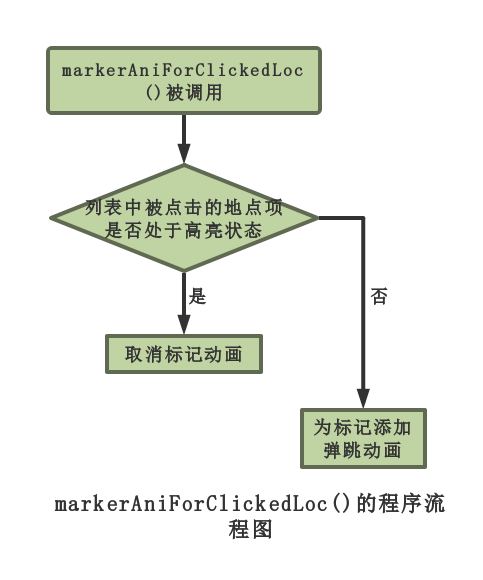 markerAniForClickedLoc
()被调用
列表中被点击的地点项
是否处于高亮状态
是
否
取消标记动画
为标记添加
弹跳动画
markerAniForClickedLoc()的程序流
程图